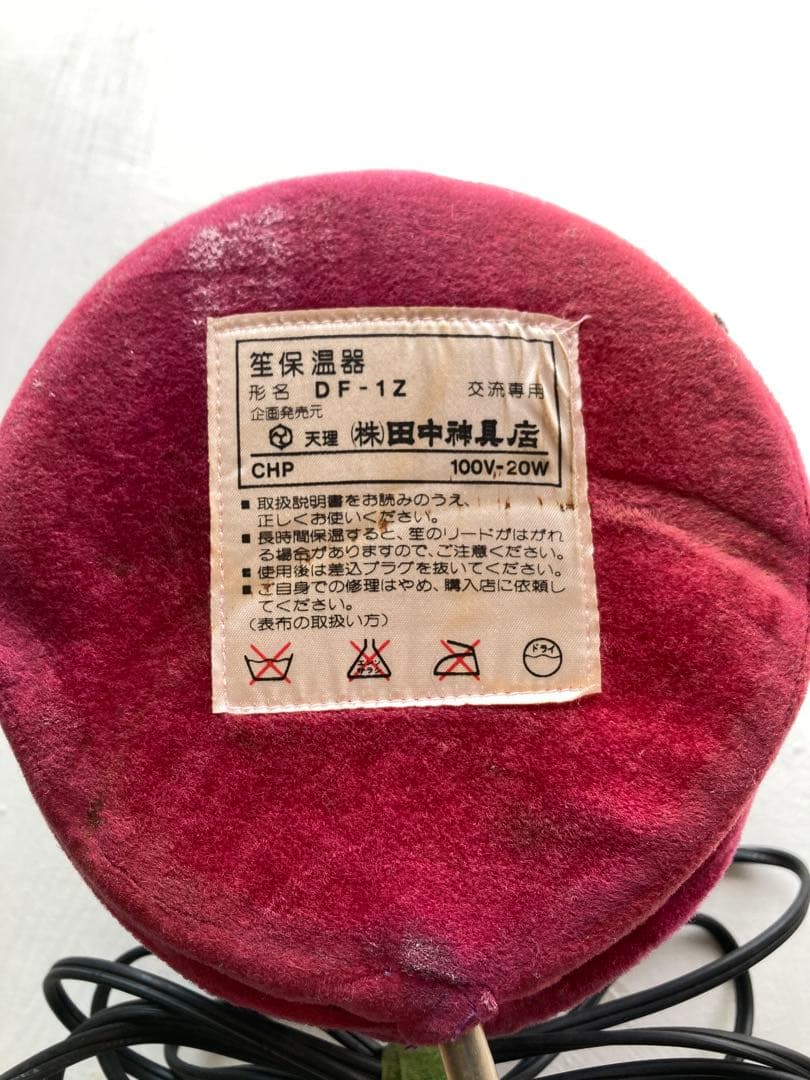 笙保温器
形名 DF-1Z 交流専用
企画発売元
天理 (株)田中神具店
CHP 100V-20W
■ 取扱説明書をお読みのうえ、
正しくお使いください。
■ 長時間保温すると、笙のリードがはがれ
る場合がありますので、ご注意ください。
■ 使用後は差込プラグを抜いてください。
■ ご自身での修理はやめ、購入店に依頼し
てください。
(表布の取扱い方)
エンソ サラシ ドライ